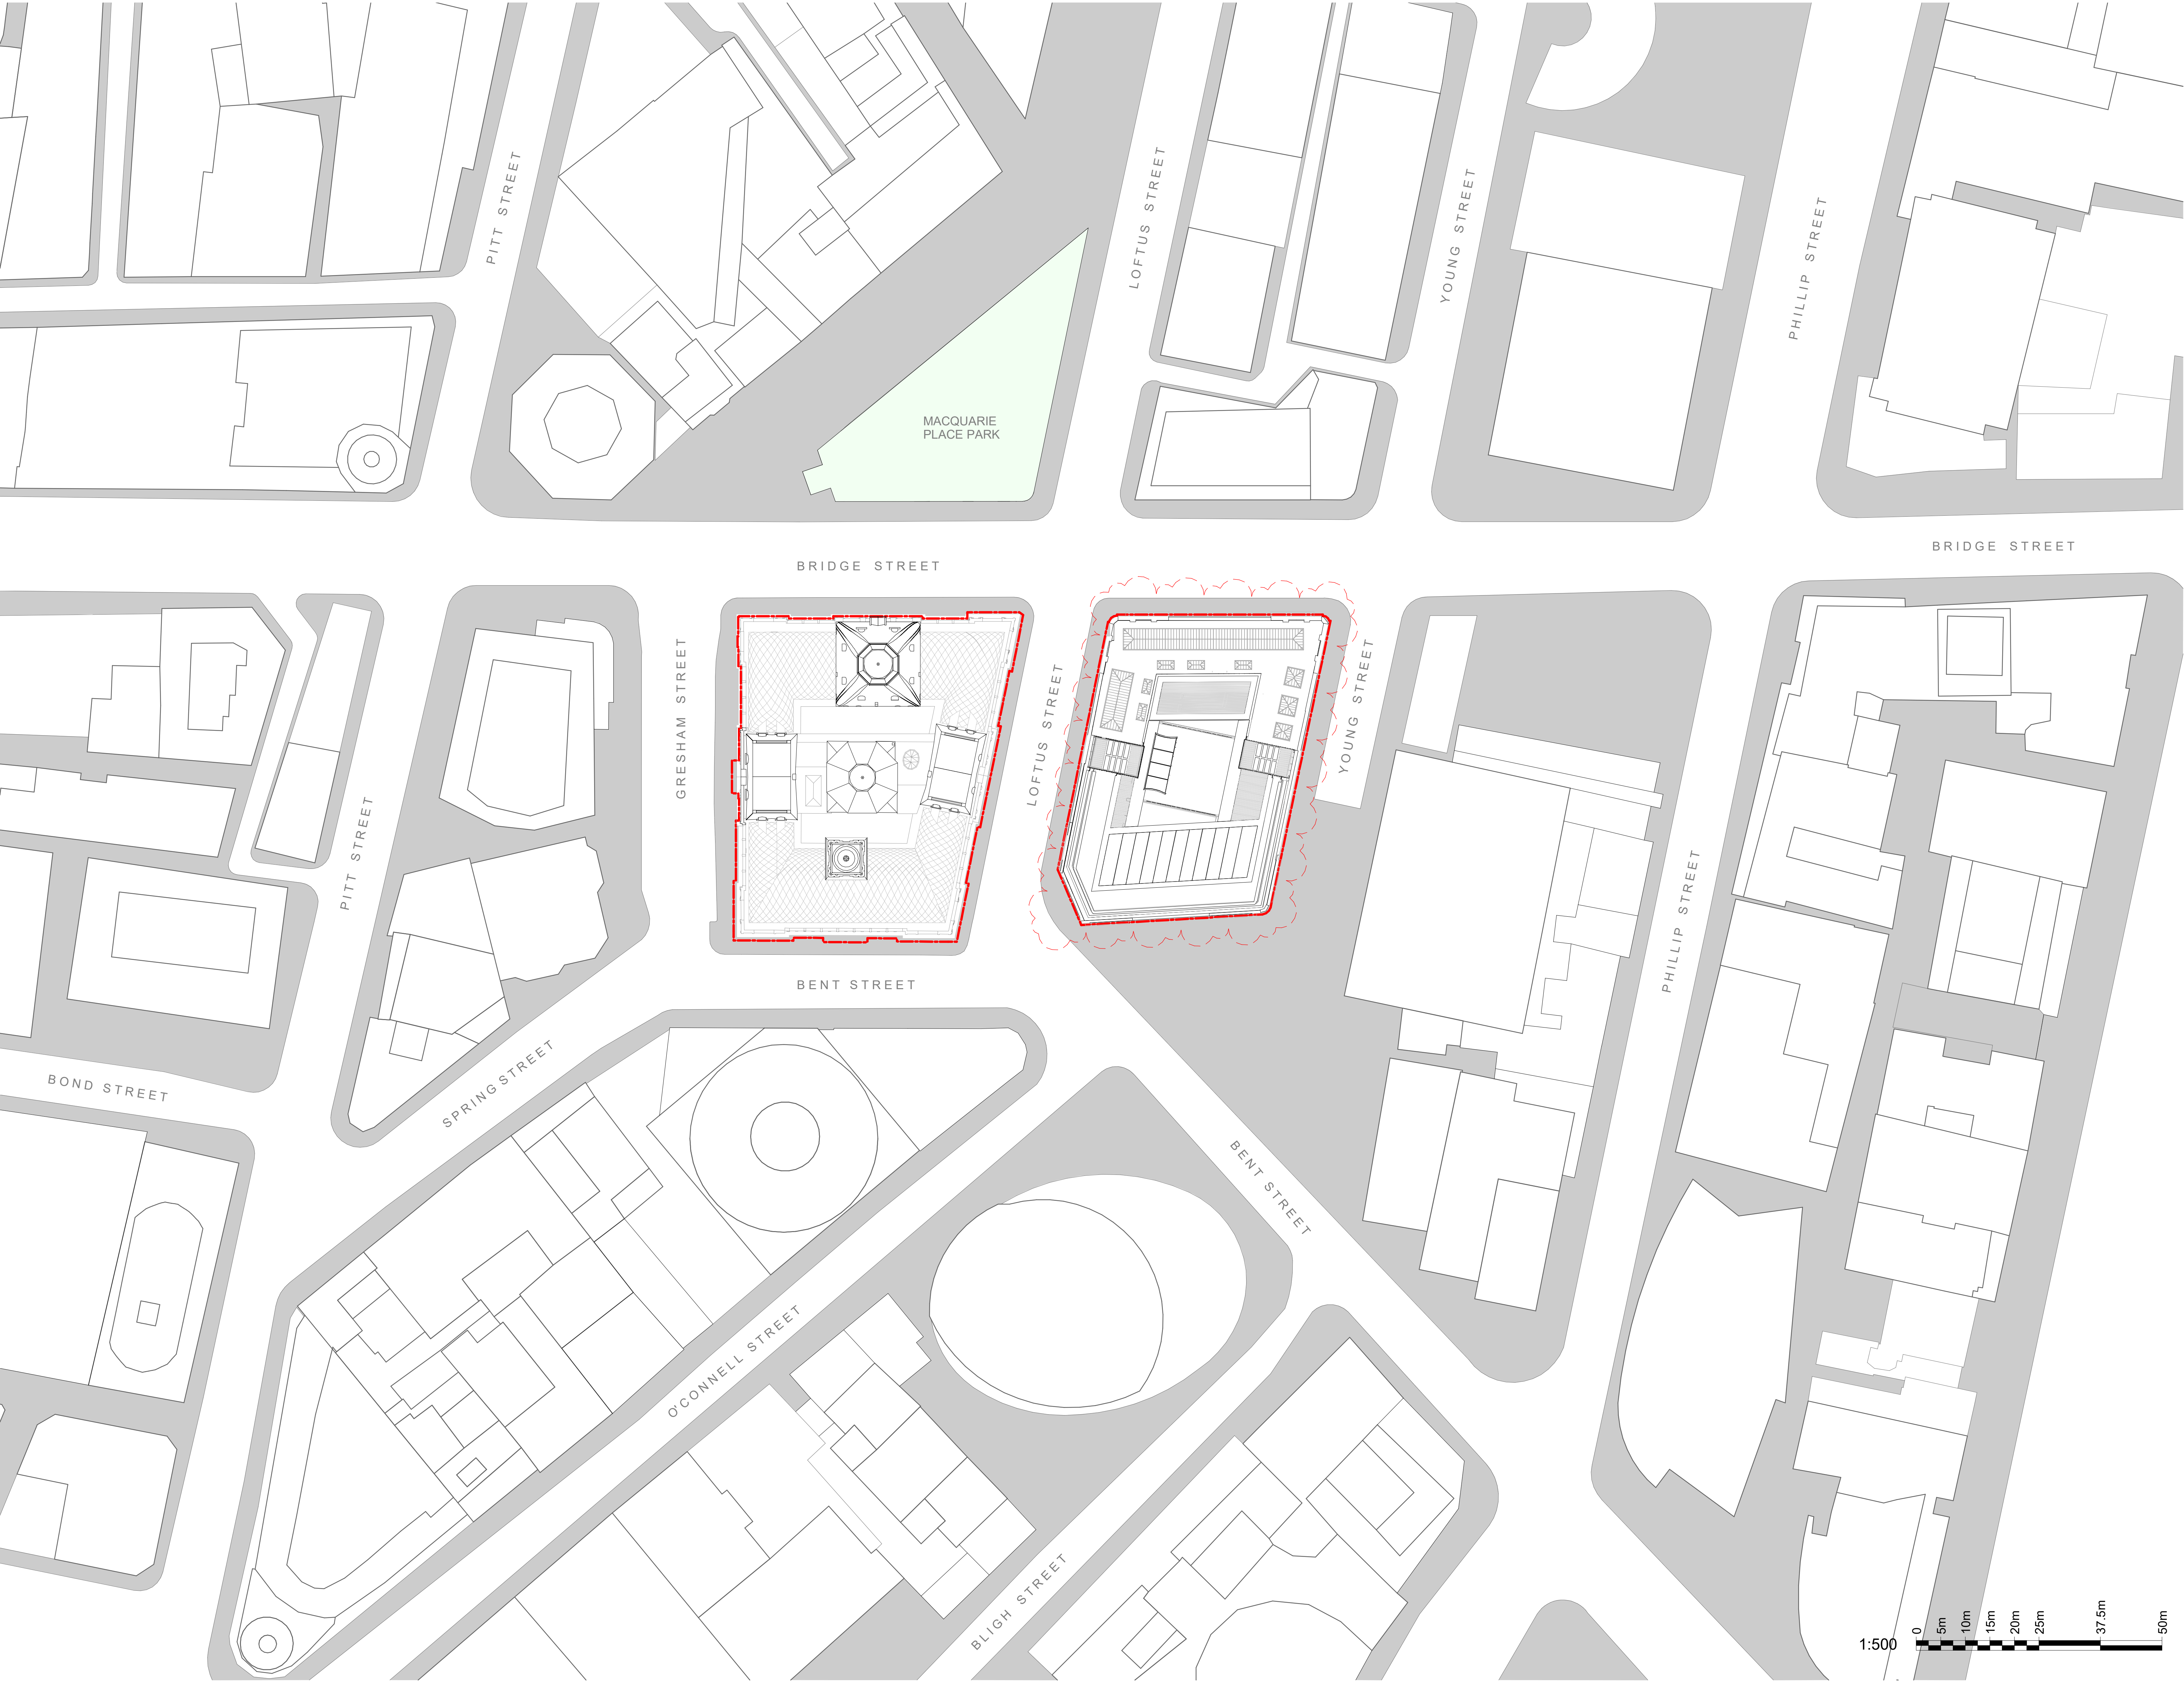 PITT STREET
LOFTUS STREET
YOUNG STREET
PHILLIP STREET
MACQUARIE
PLACE PARK
BRIDGE STREET
BRIDGE STREET
GRESHAM STREET
LOFTUS STREET
YOUNG STREET
PITT STREET
PHILLIP STREET
BENT STREET
BOND STREET
SPRING STREET
BENT STREET
O'CONNELL STREET
BLIGH STREET
1:500
0
5m
10m
15m
20m
25m
37.5m
50m